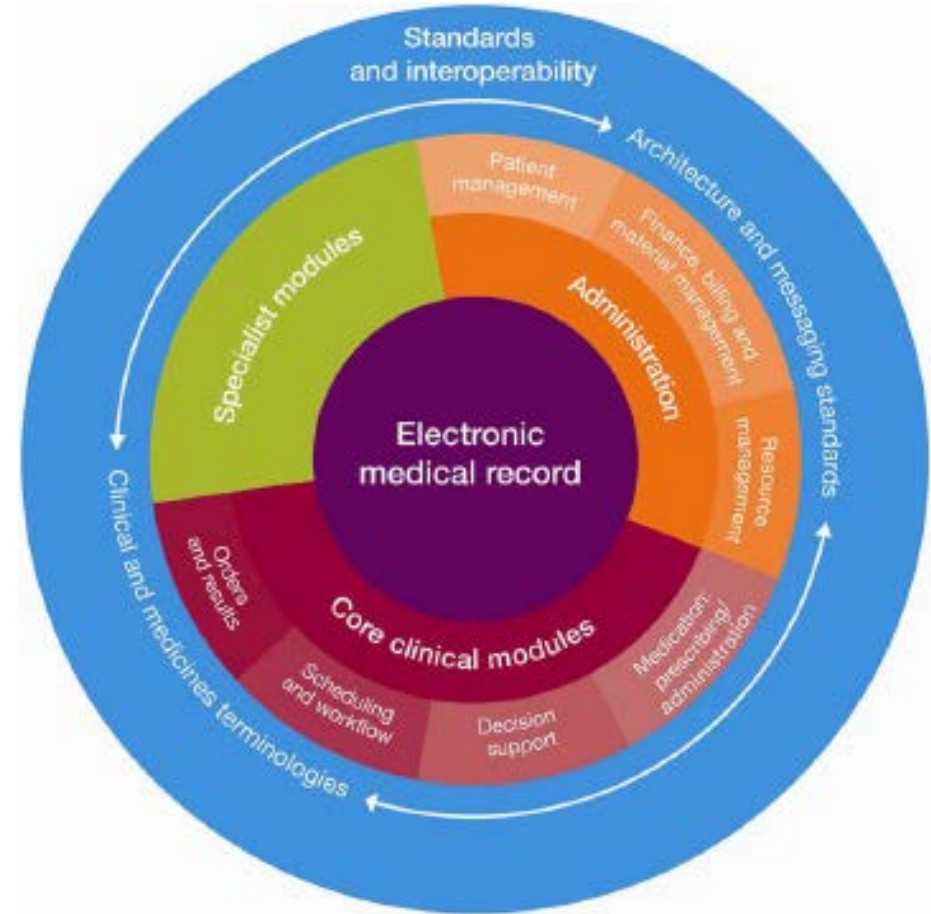 Standards
and interoperability
Architecture and messaging standards
Clinical and medicines terminologies
Specialist modules
Patient
management
Finance, billing and
material management
Resource
management
Administration
Electronic
medical record
Core clinical modules
Orders
and results
Scheduling
and workflow
Decision
support
Medication:
prescribing/
administration